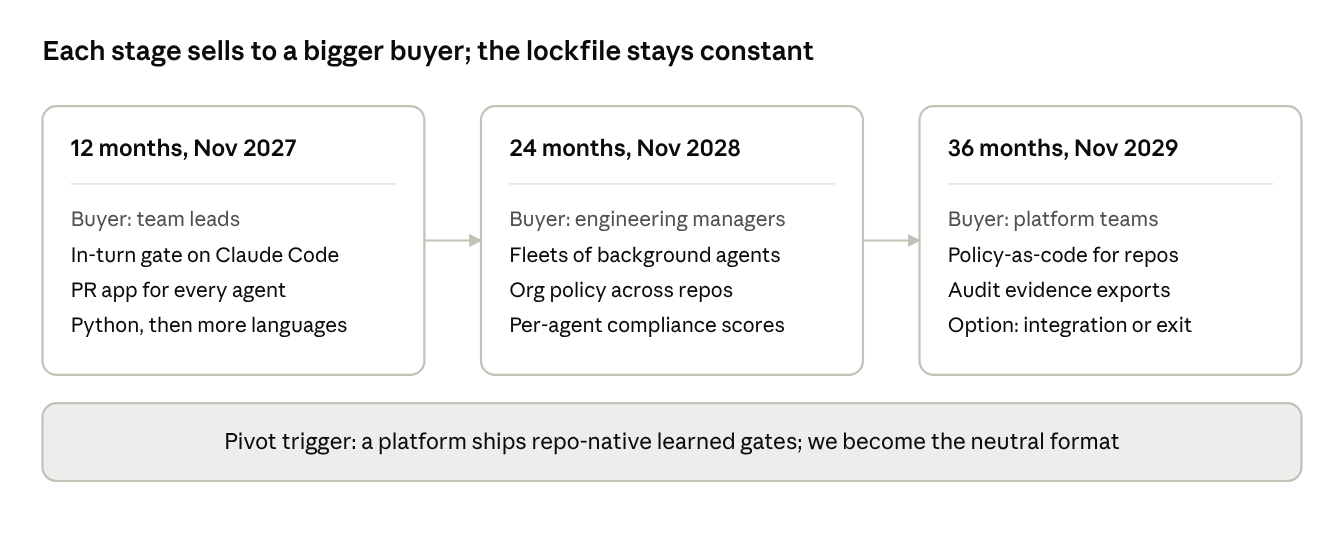 Each stage sells to a bigger buyer; the lockfile stays constant
12 months, Nov 2027
Buyer: team leads
In-turn gate on Claude Code
PR app for every agent
Python, then more languages
24 months, Nov 2028
Buyer: engineering managers
Fleets of background agents
Org policy across repos
Per-agent compliance scores
36 months, Nov 2029
Buyer: platform teams
Policy-as-code for repos
Audit evidence exports
Option: integration or exit
Pivot trigger: a platform ships repo-native learned gates; we become the neutral format